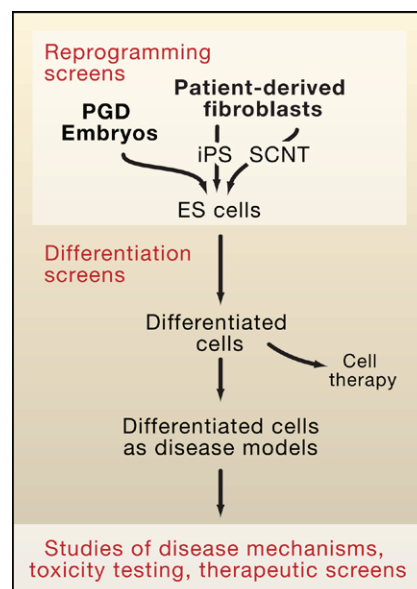 Reprogramming
screens
Patient-derived
fibroblasts
PGD
Embryos
iPS
SCNT
ES cells
Differentiation
screens
Differentiated
cells
Cell
therapy
Differentiated cells
as disease models
Studies of disease mechanisms,
toxicity testing, therapeutic screens